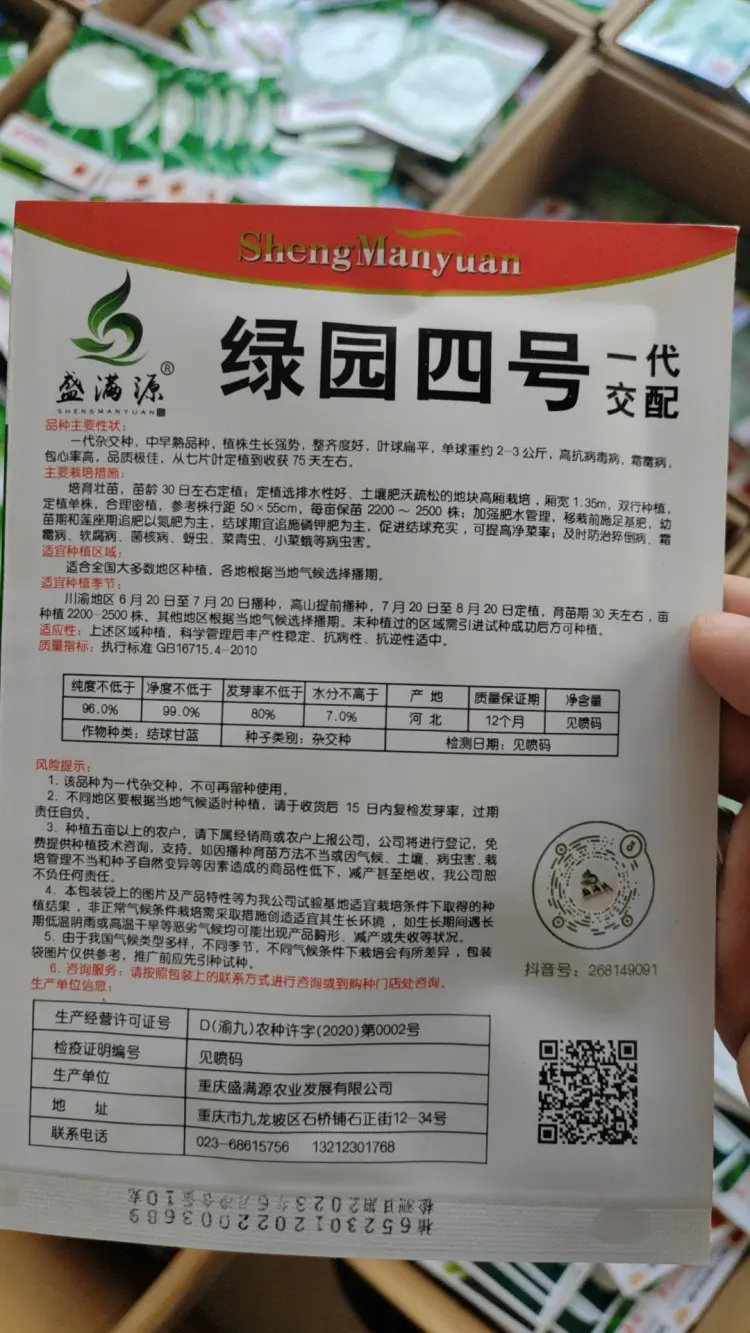 ShengManyuan
盛满源®
SHENGMANYUAN
绿园四号 一代交配
品种主要性状：
一代杂交种，中早熟品种，植株生长强势，整齐度好，叶球扁平，单球重约2-3公斤，高抗病毒病，霜霉病，
包心率高，品质极佳，从七片叶定植到收获75天左右。
主要栽培措施：
培育壮苗，苗龄30日左右定植；定植选排水性好、土壤肥沃疏松的地块高厢栽培，厢宽1.35m，双行种植，
定植单株，合理密植，参考株行距50×55cm，每亩保苗2200～2500株；加强肥水管理，移栽前施足基肥，幼
苗期和莲座期追肥以氮肥为主，结球期宜追施磷钾肥为主，促进结球充实，可提高净菜率；及时防治猝倒病、霜
霉病、软腐病、菌核病、蚜虫、菜青虫、小菜蛾等病虫害。
适宜种植区域：
适合全国大多数地区种植，各地根据当地气候选择播期。
适宜种植季节：
川渝地区6月20日至7月20日播种，高山提前播种，7月20日至8月20日定植，育苗期30天左右，亩
种植2200-2500株。其他地区根据当地气候选择播期。未种植过的区域需引进试种成功后方可种植。
适应性：上述区域种植，科学管理后丰产性稳定、抗病性、抗逆性适中。
质量指标：执行标准GB16715.4-2010
纯度不低于 净度不低于 发芽率不低于 水分不高于 产 地 质量保证期 净含量
96.0% 99.0% 80% 7.0% 河 北 12个月 见喷码
作物种类：结球甘蓝 种子类别：杂交种 检测日期：见喷码
风险提示：
1. 该品种为一代杂交种，不可再留种使用。
2. 不同地区要根据当地气候适时种植，请于收货后 15 日内复检发芽率，过期
责任自负。
3. 种植五亩以上的农户，请下属经销商或农户上报公司，公司将进行登记，免
费提供种植技术咨询，支持。如因播种育苗方法不当或因气候、土壤、病虫害、栽
培管理不当和种子自然变异等因素造成的商品性低下，减产甚至绝收，我公司恕
不负任何责任。
4. 本包装袋上的图片及产品特性等为我公司试验基地适宜栽培条件下取得的种
植结果，非正常气候条件栽培需采取措施创造适宜其生长环境，如生长期间遇长
期低温阴雨或高温干旱等恶劣气候均可能出现产品畸形、减产或失收等状况。
5. 由于我国气候类型多样，不同季节，不同气候条件下栽培会有所差异，包装
袋图片仅供参考，推广前应先引种试种。
6. 咨询服务：请按照包装上的联系方式进行咨询或到购种门店处咨询。
抖音号：268149091
生产单位信息：
生产经营许可证号 D(渝九)农种许字(2020)第0002号
检疫证明编号 见喷码
生产单位 重庆盛满源农业发展有限公司
地 址 重庆市九龙坡区石桥铺石正街12-34号
联系电话 023-68615756 13212301768
检测日期2023年6月净含量10克
植6523012022003689